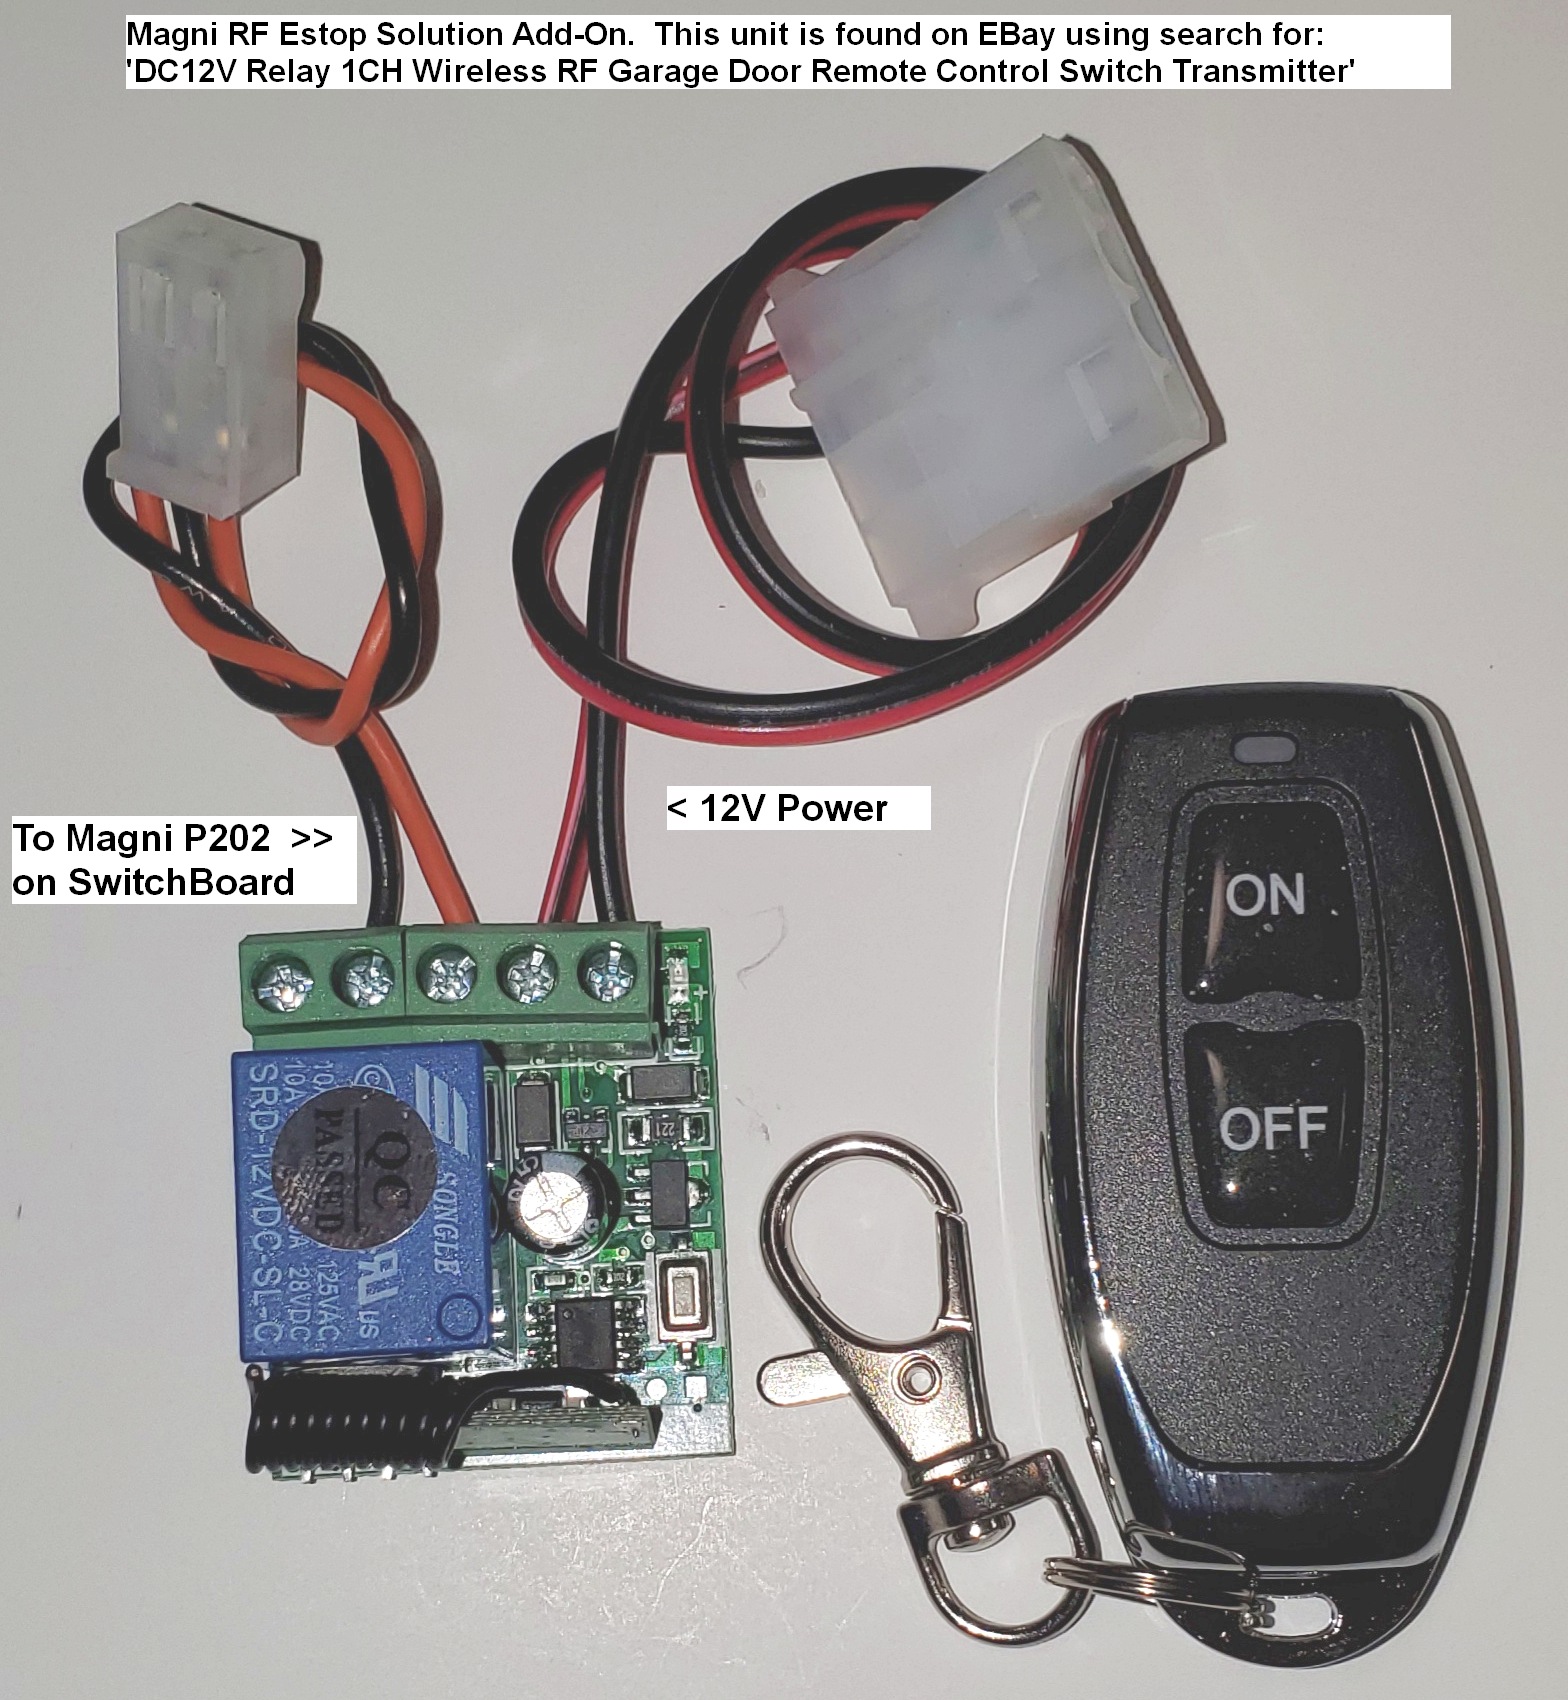 Magni RF Estop Solution Add-On. This unit is found on EBay using search for:
'DC12V Relay 1CH Wireless RF Garage Door Remote Control Switch Transmitter'
< 12V Power
To Magni P202 >>
on SwitchBoard
ON
OFF
+
221
SONGLE
QC
PASSED
US
10A
125VAC
10A
28VDC
SRD-12VDC-SL-C